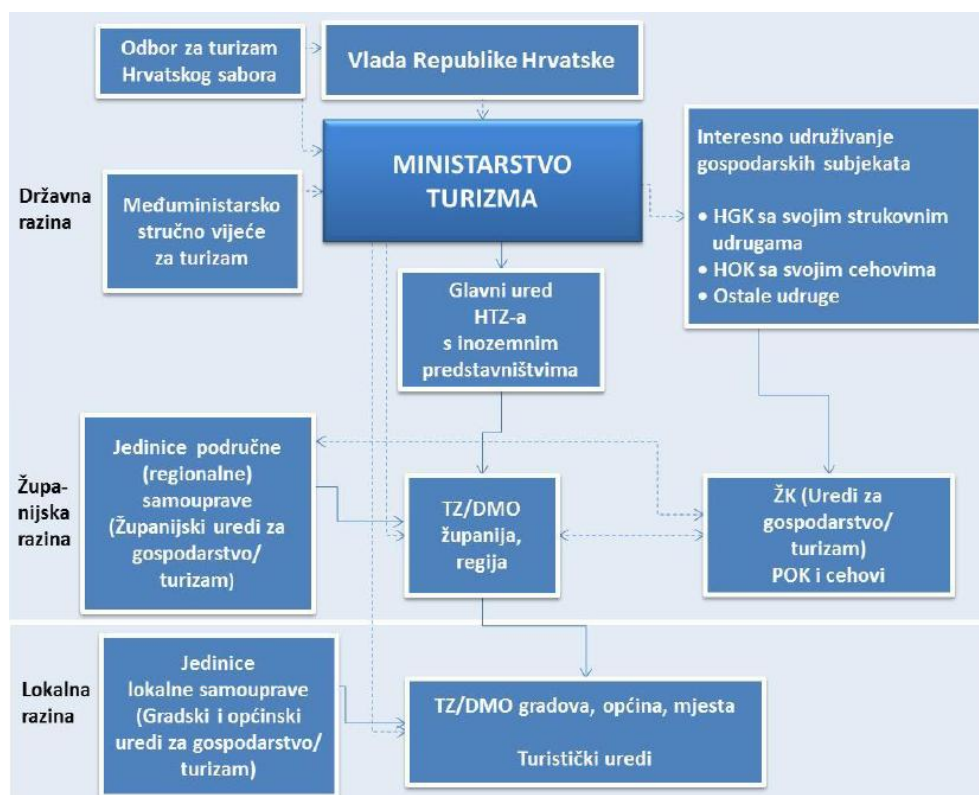 Odbor za turizam
Hrvatskog sabora
Vlada Republike Hrvatske
MINISTARSTVO
TURIZMA
Interesno udruživanje
gospodarskih subjekata
• HGK sa svojim strukovnim
udrugama
• HOK sa svojim cehovima
• Ostale udruge
Državna
razina
Međuministarsko
stručno vijeće
za turizam
Glavni ured
HTZ-a
s inozemnim
predstavništvima
Župa-
nijska
razina
Jedinice područne
(regionalne)
samouprave
(Županijski uredi za
gospodarstvo/
turizam)
TZ/DMO
županija,
regija
ŽK (Uredi za
gospodarstvo/
turizam)
POK i cehovi
Lokalna
razina
Jedinice
lokalne samouprave
(Gradski i općinski
uredi za gospodarstvo/
turizam)
TZ/DMO gradova, općina, mjesta
Turistički uredi